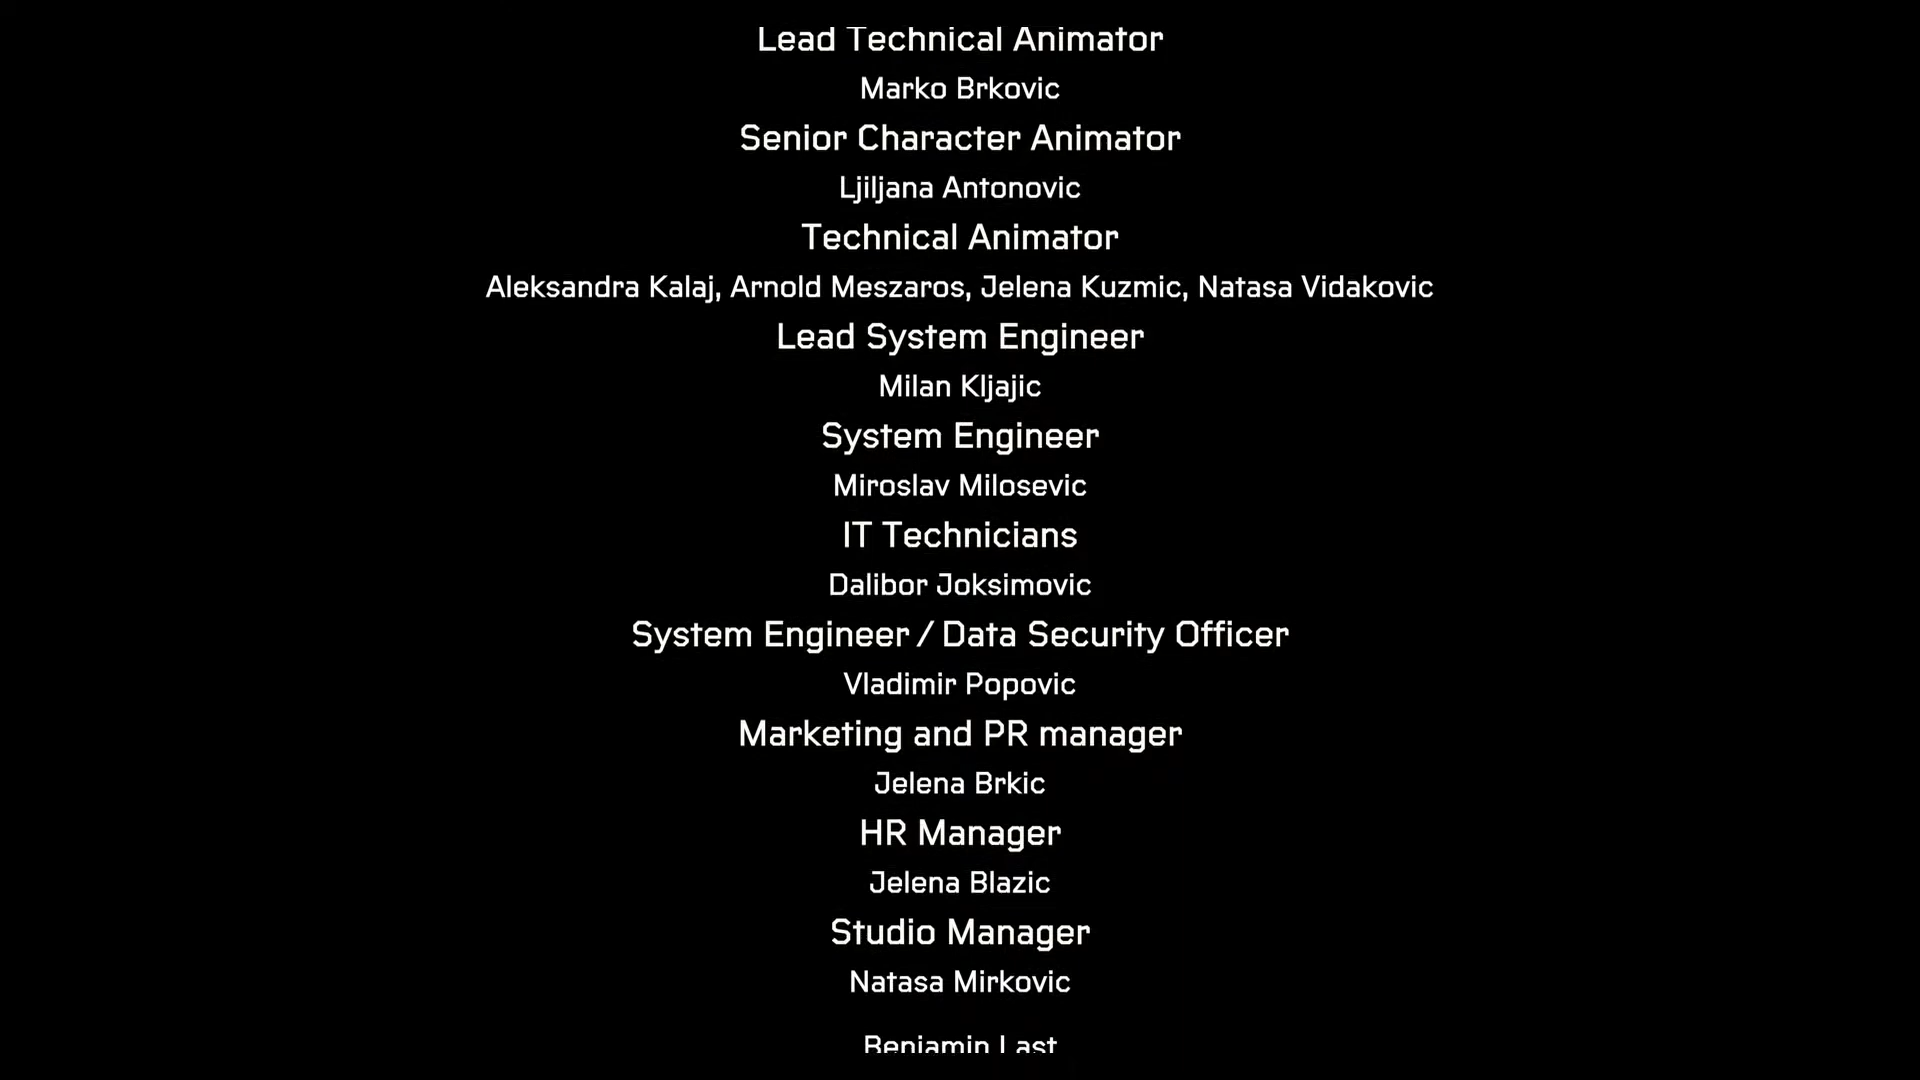 Lead Technical Animator
Marko Brkovic
Senior Character Animator
Ljiljana Antonovic
Technical Animator
Aleksandra Kalaj, Arnold Meszaros, Jelena Kuzmic, Natasa Vidakovic
Lead System Engineer
Milan Kljajic
System Engineer
Miroslav Milosevic
IT Technicians
Dalibor Joksimovic
System Engineer / Data Security Officer
Vladimir Popovic
Marketing and PR manager
Jelena Brkic
HR Manager
Jelena Blazic
Studio Manager
Natasa Mirkovic
Benjamin Last